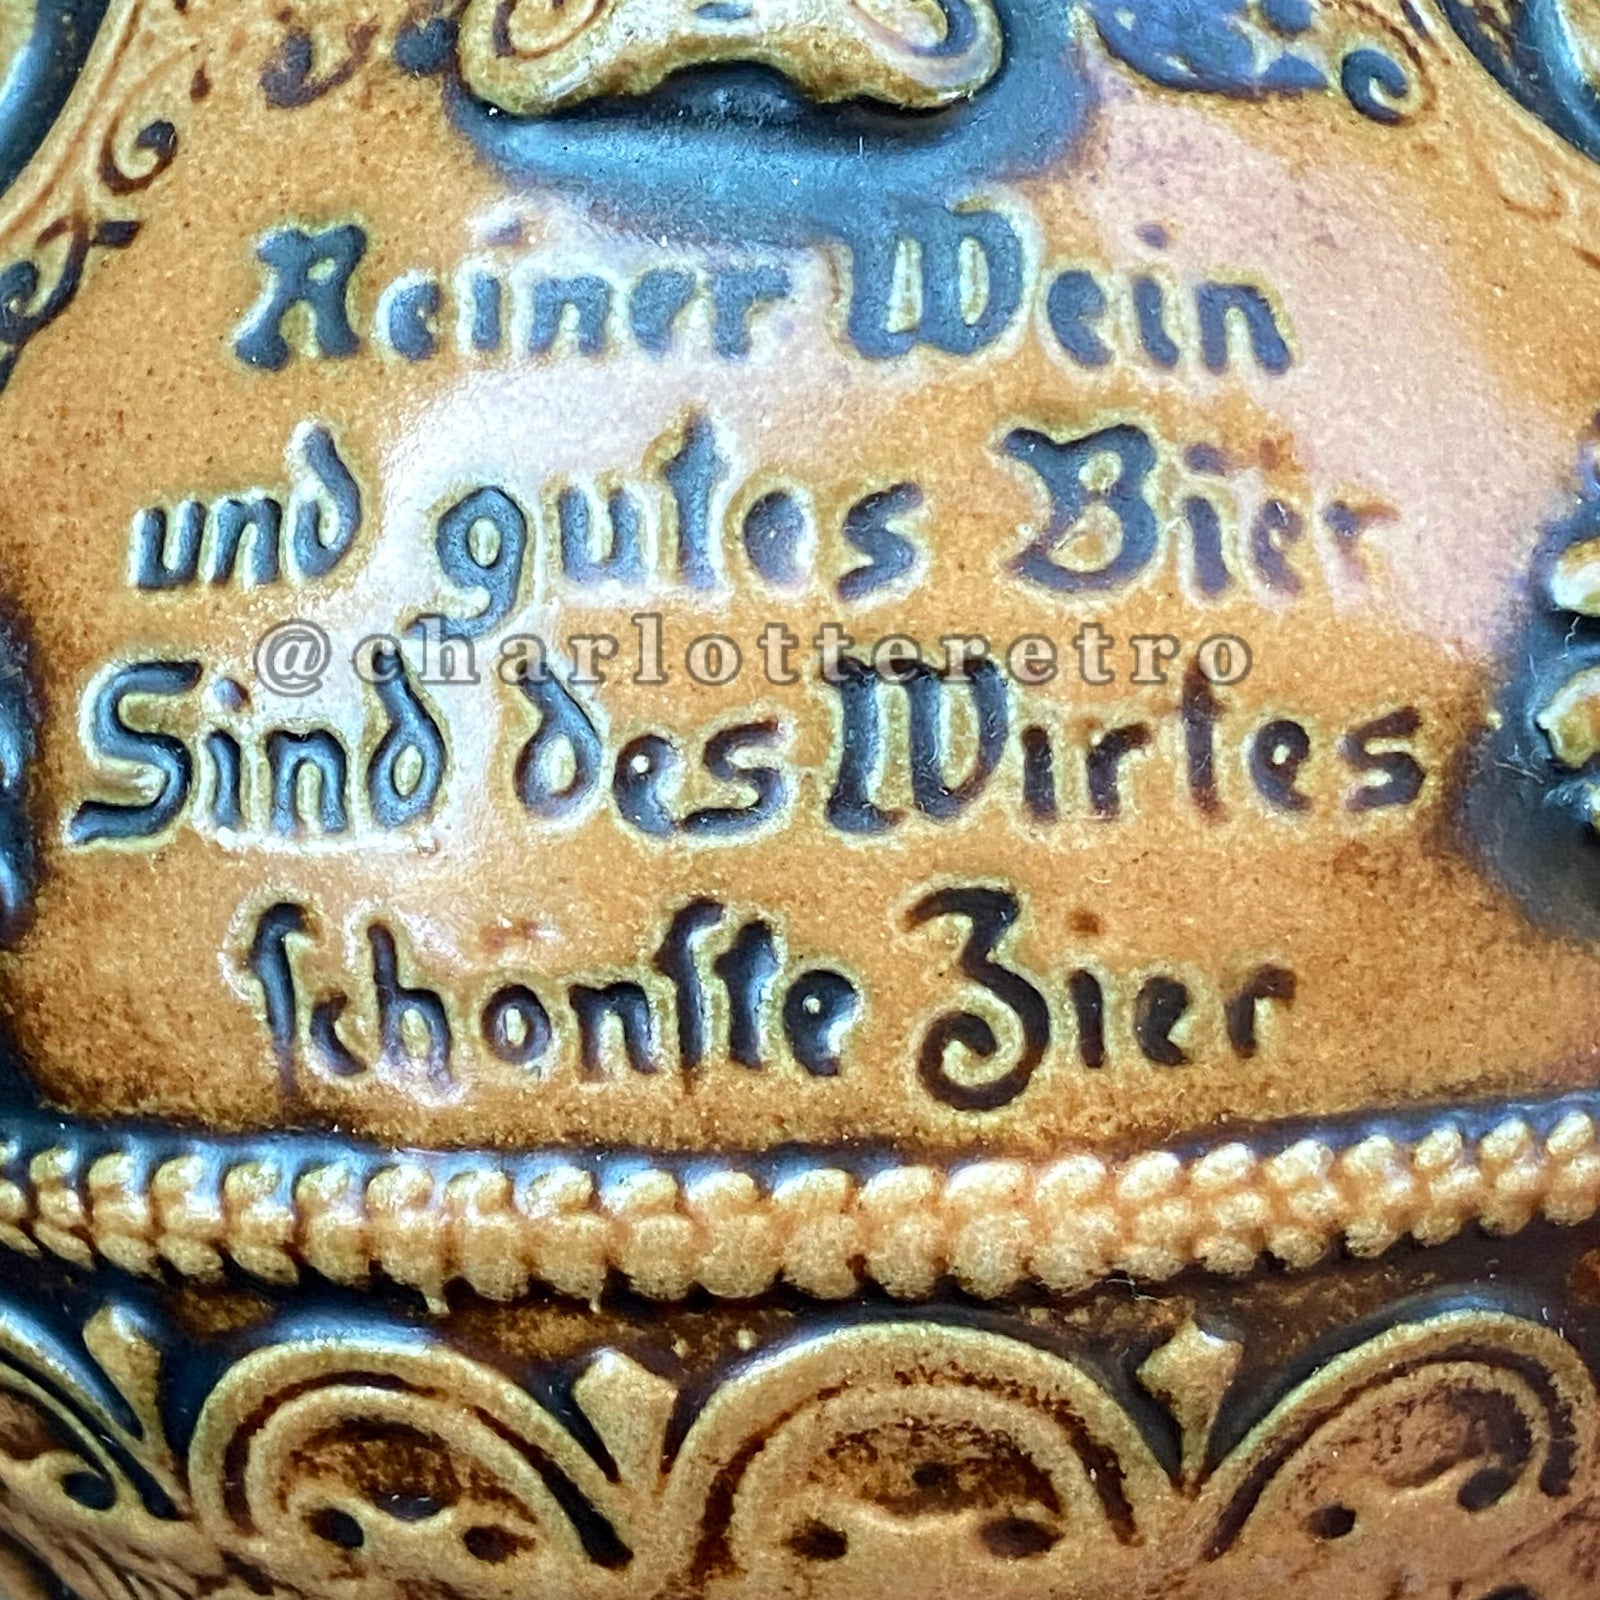 Reiner Wein
und gutes Bier
@charlotteretro
Sind des Wirtes
ſchönſte Zier